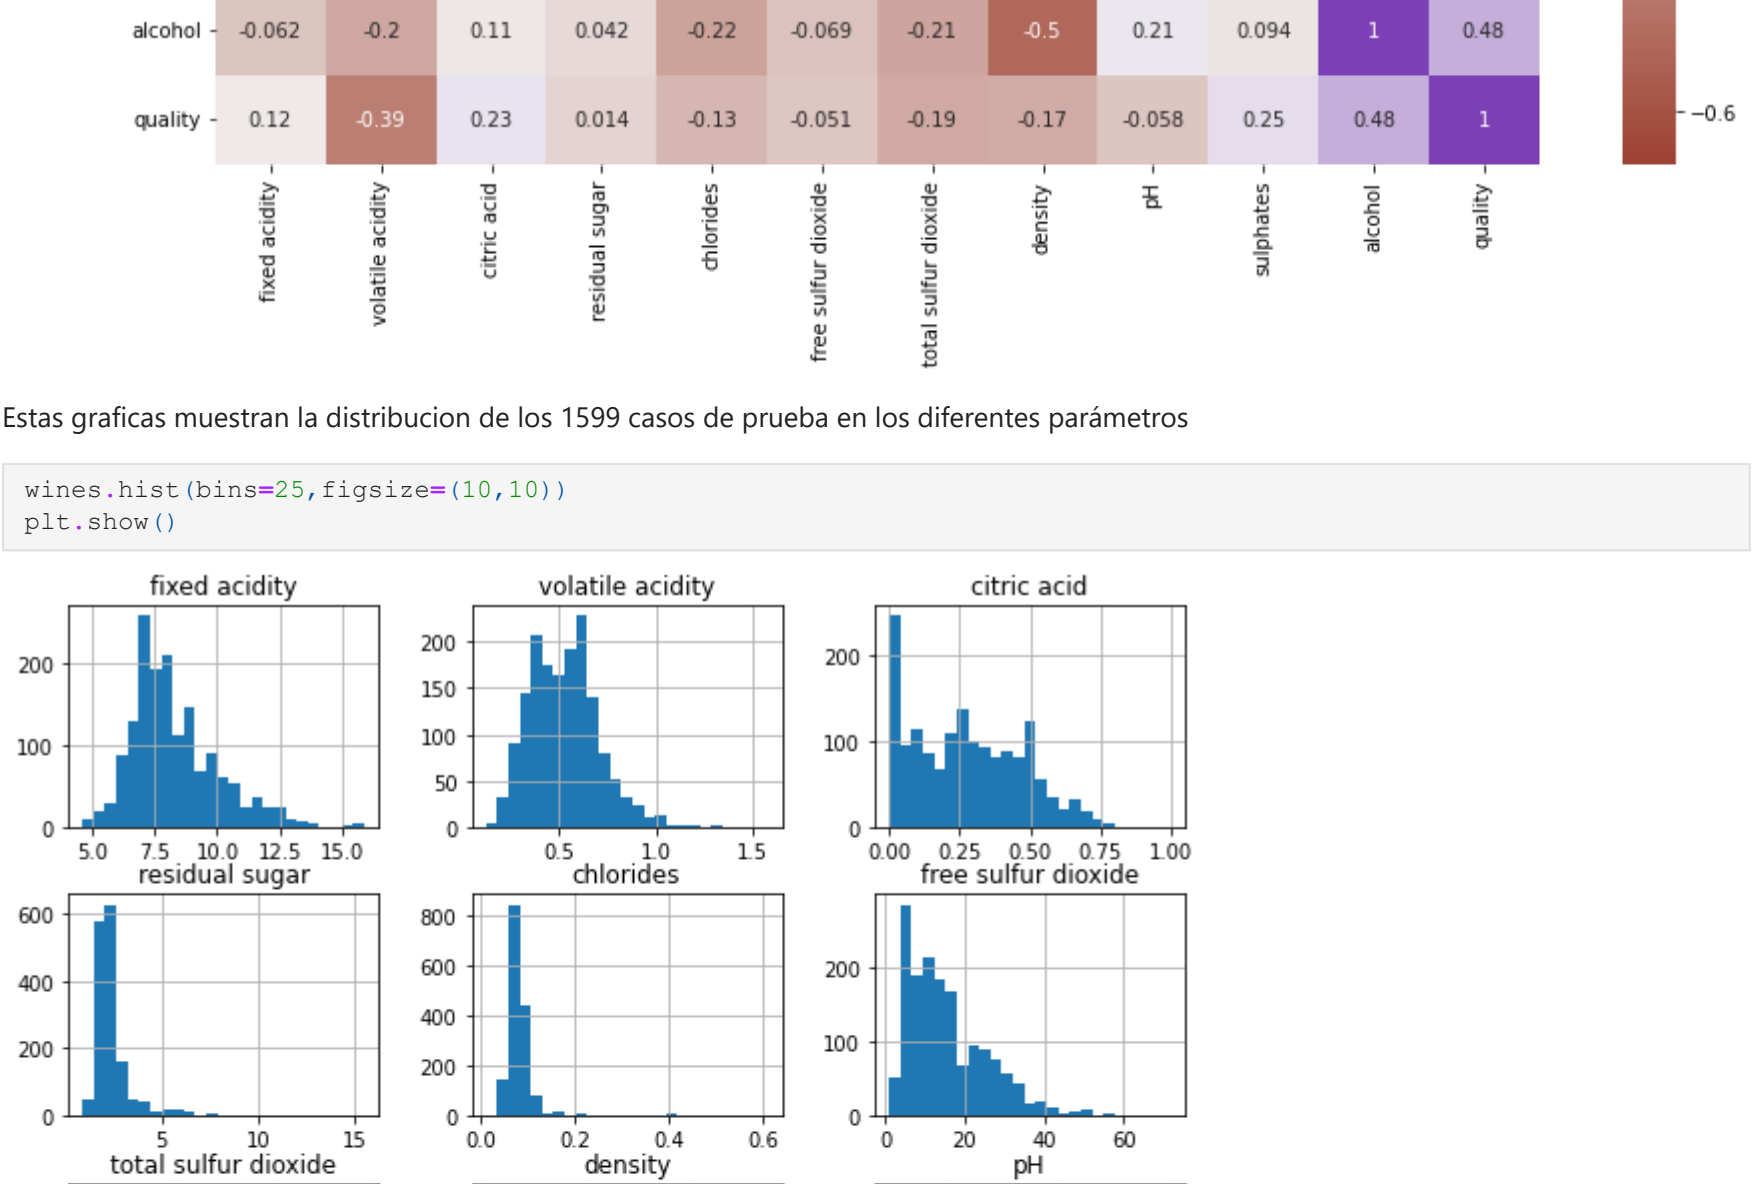 alcohol -0.062 -0.2 0.11 0.042 -0.22 -0.069 -0.21 -0.5 0.21 0.094 1 0.48
quality 0.12 -0.39 0.23 0.014 -0.13 -0.051 -0.19 -0.17 -0.058 0.25 0.48 1
−0.6
fixed acidity
volatile acidity
citric acid
residual sugar
chlorides
free sulfur dioxide
total sulfur dioxide
density
pH
sulphates
alcohol
quality
Estas graficas muestran la distribucion de los 1599 casos de prueba en los diferentes parámetros
wines.hist(bins=25,figsize=(10,10))
plt.show()
fixed acidity
200
100
0
5.0 7.5 10.0 12.5 15.0
volatile acidity
200
150
100
50
0
0.5 1.0 1.5
citric acid
200
100
0
0.00 0.25 0.50 0.75 1.00
residual sugar
600
400
200
0
5 10 15
chlorides
800
600
400
200
0
0.0 0.2 0.4 0.6
free sulfur dioxide
200
100
0
0 20 40 60
total sulfur dioxide
density
pH